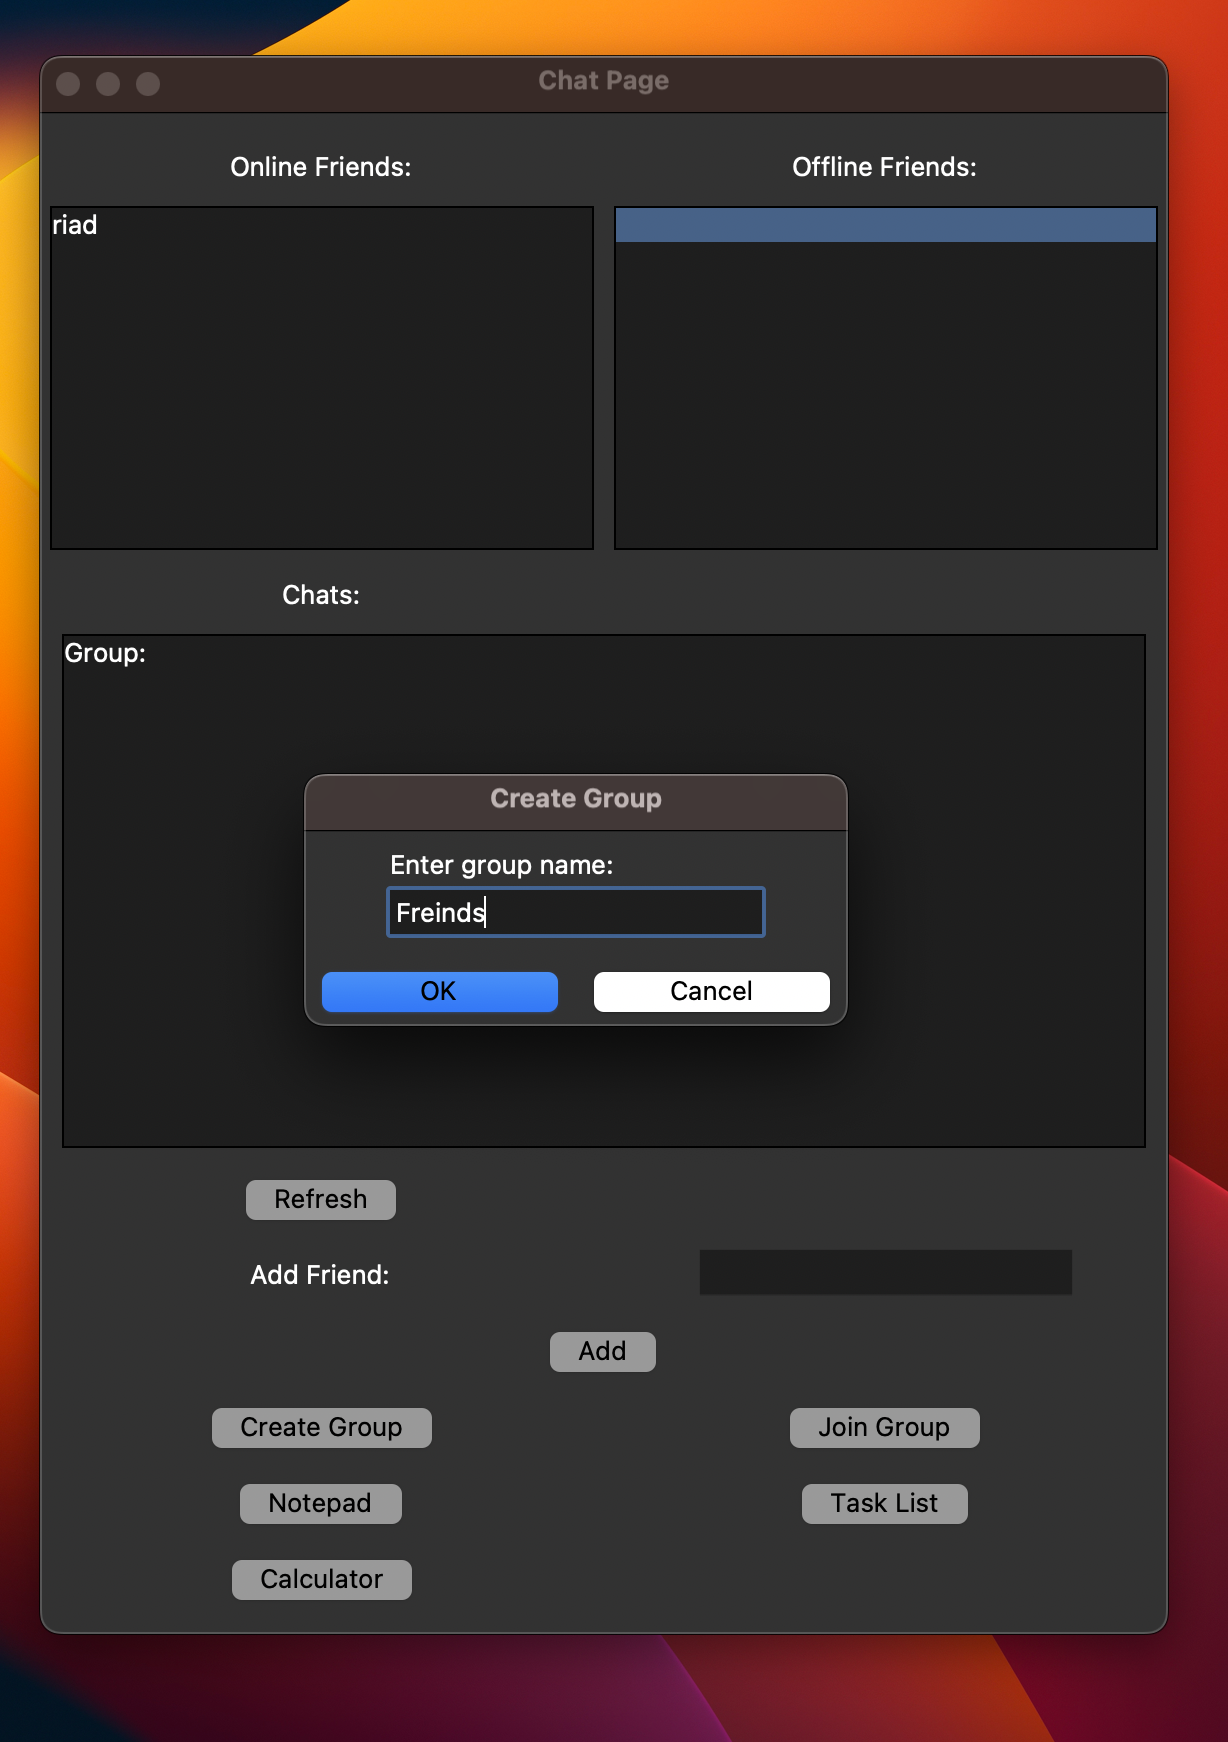 Chat Page
Online Friends:
Offline Friends:
riad
Chats:
Group:
Create Group
Enter group name:
Freinds
OK
Cancel
Refresh
Add Friend:
Add
Create Group
Join Group
Notepad
Task List
Calculator